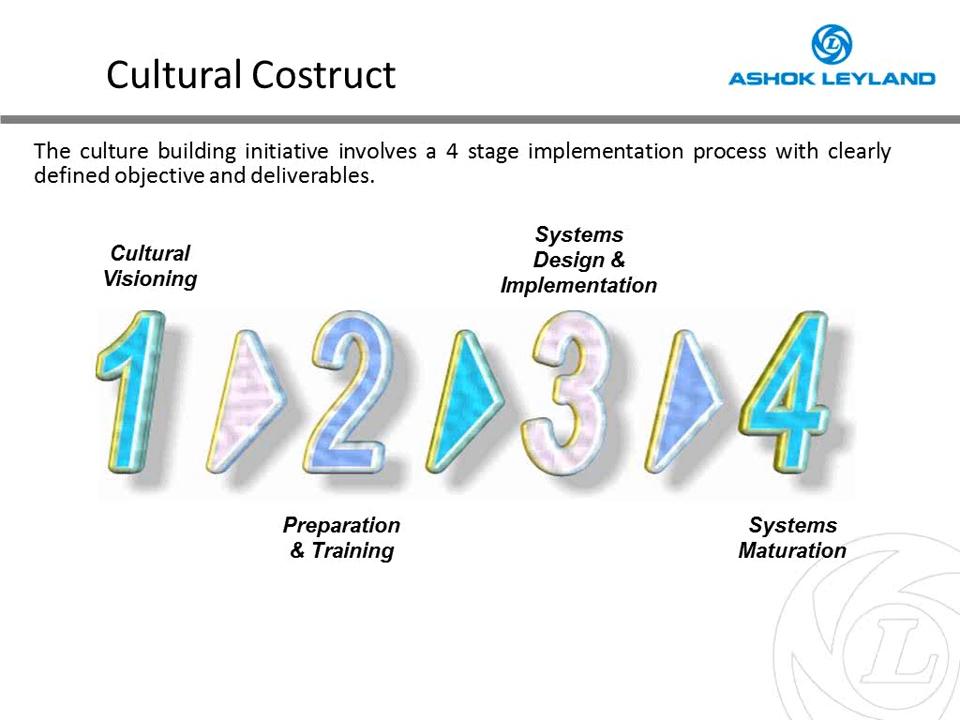 Cultural Costruct
ASHOK LEYLAND
The culture building initiative involves a 4 stage implementation process with clearly
defined objective and deliverables.
Cultural
Visioning
Systems
Design &
Implementation
1 2 3 4
Preparation
& Training
Systems
Maturation
L